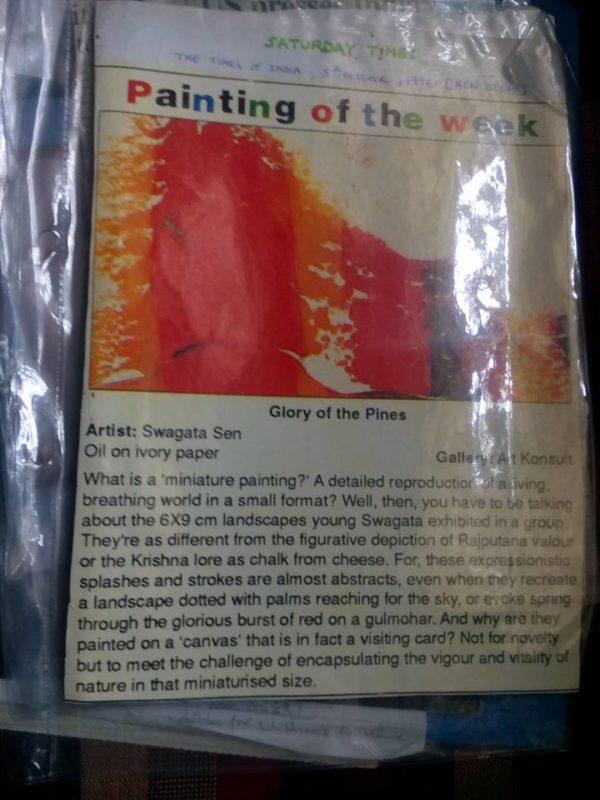 US presses
SATURDAY TIMES
THE TIMES OF INDIA, 5th OCTOBER, 1996 [NEW DELHI]
Painting of the week
Glory of the Pines
Artist: Swagata Sen
Oil on ivory paper
Gallery: Art Konsult
What is a 'miniature painting?' A detailed reproduction of a living,
breathing world in a small format? Well, then, you have to be talking
about the 6X9 cm landscapes young Swagata exhibited in a group.
They're as different from the figurative depiction of Rajputana valour
or the Krishna lore as chalk from cheese. For, these expressionistic
splashes and strokes are almost abstracts, even when they recreate
a landscape dotted with palms reaching for the sky, or evoke spring
through the glorious burst of red on a gulmohar. And why are they
painted on a 'canvas' that is in fact a visiting card? Not for novelty
but to meet the challenge of encapsulating the vigour and vitality of
nature in that miniaturised size.
for Children's